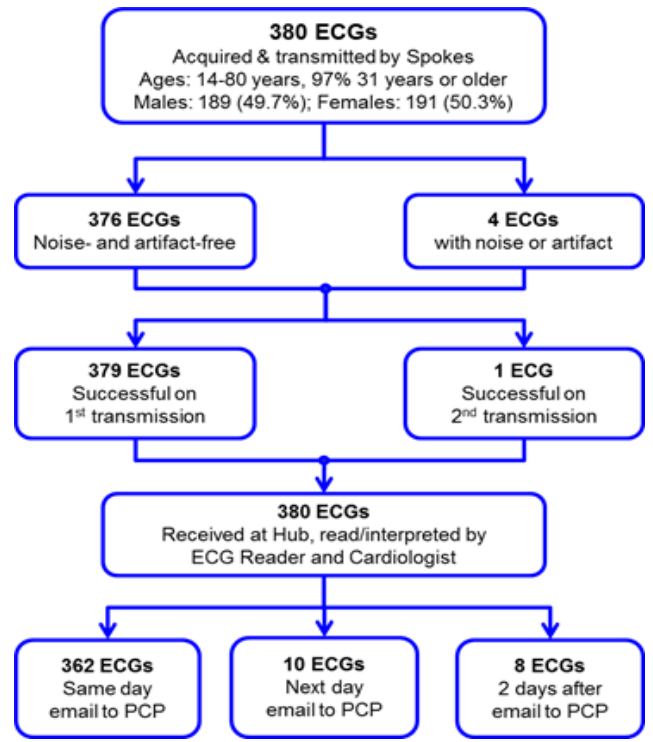 380 ECGs
Acquired & transmitted by Spokes
Ages: 14-80 years, 97% 31 years or older
Males: 189 (49.7%); Females: 191 (50.3%)
376 ECGs
Noise- and artifact-free
4 ECGs
with noise or artifact
379 ECGs
Successful on
1st transmission
1 ECG
Successful on
2nd transmission
380 ECGs
Received at Hub, read/interpreted by
ECG Reader and Cardiologist
362 ECGs
Same day
email to PCP
10 ECGs
Next day
email to PCP
8 ECGs
2 days after
email to PCP